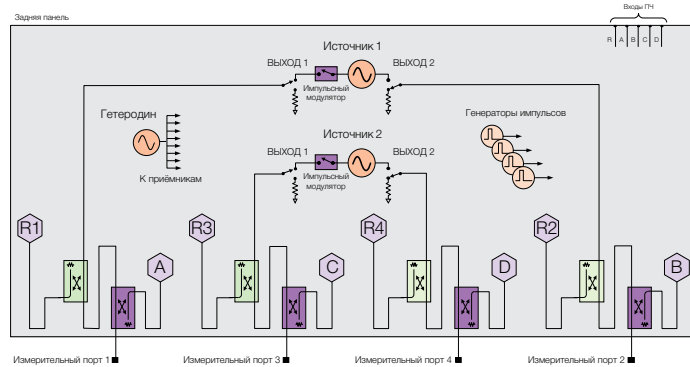 Входы ПЧ
Задняя панель
R A B C D
Источник 1
ВЫХОД 1
ВЫХОД 2
Импульсный
модулятор
Гетеродин
К приёмникам
Генераторы импульсов
Источник 2
ВЫХОД 1
ВЫХОД 2
Импульсный
модулятор
R1
A
R3
C
R4
D
R2
B
Измерительный порт 1
Измерительный порт 3
Измерительный порт 4
Измерительный порт 2